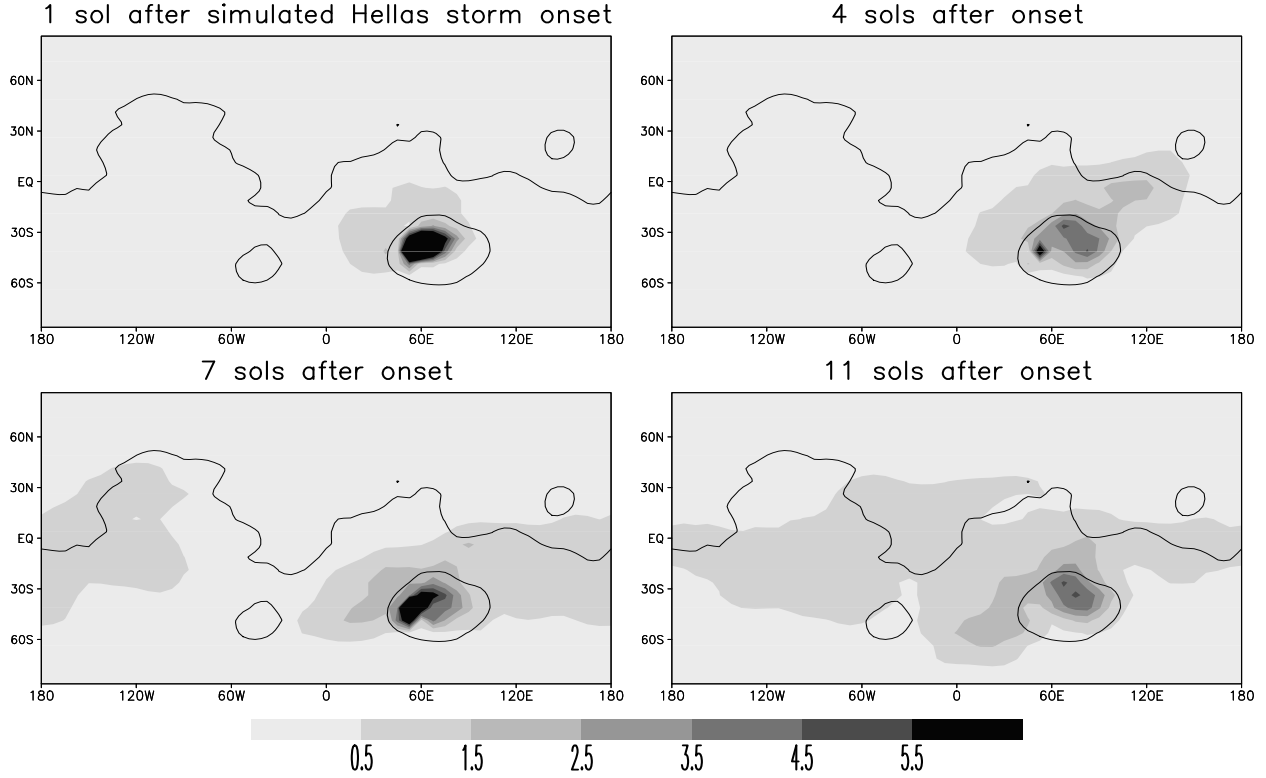 1 sol after simulated Hellas storm onset
4 sols after onset
60N
30N
EQ
30S
60S
180 120W 60W 0 60E 120E 180
60N
30N
EQ
30S
60S
180 120W 60W 0 60E 120E 180
7 sols after onset
11 sols after onset
60N
30N
EQ
30S
60S
180 120W 60W 0 60E 120E 180
60N
30N
EQ
30S
60S
180 120W 60W 0 60E 120E 180
0.5 1.5 2.5 3.5 4.5 5.5